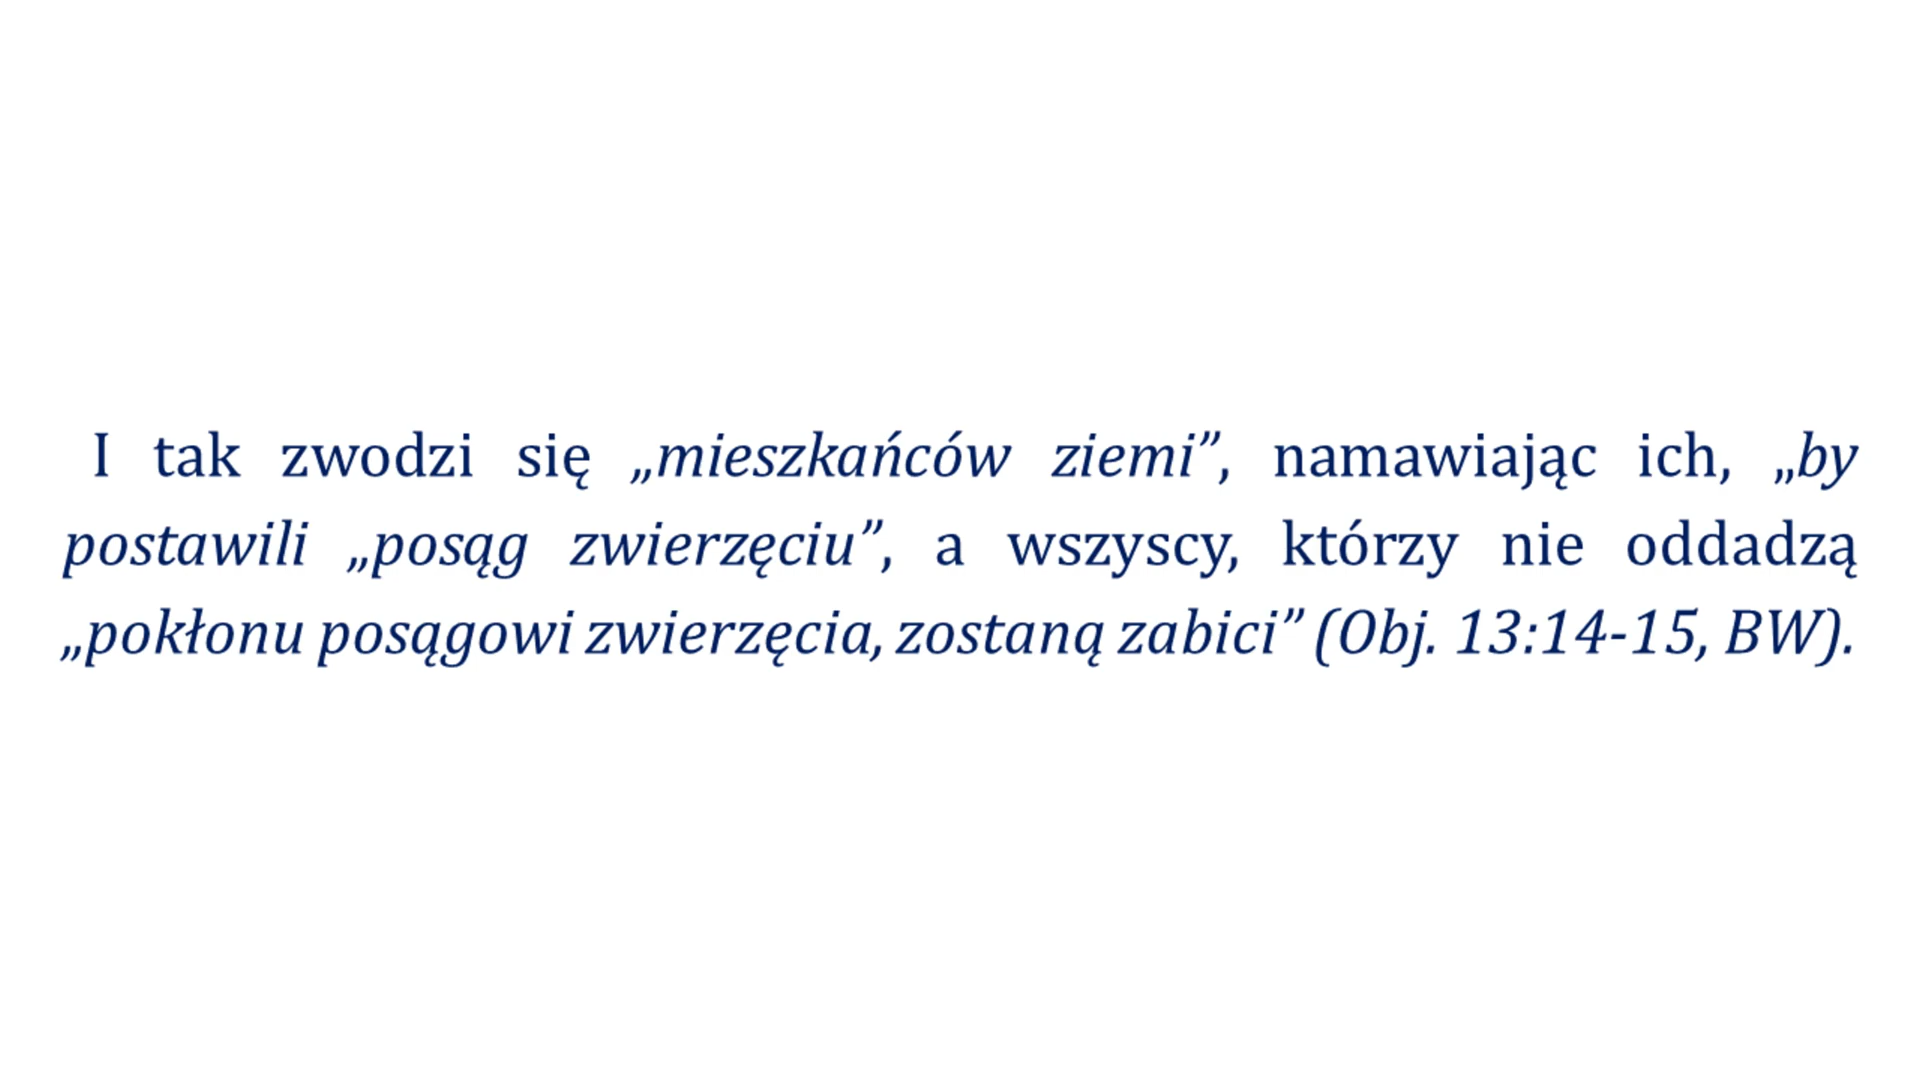 I tak zwodzi się „mieszkańców ziemi”, namawiając ich, „by
postawili „posąg zwierzęciu”, a wszyscy, którzy nie oddadzą
„pokłonu posągowi zwierzęcia, zostaną zabici” (Obj. 13:14-15, BW).